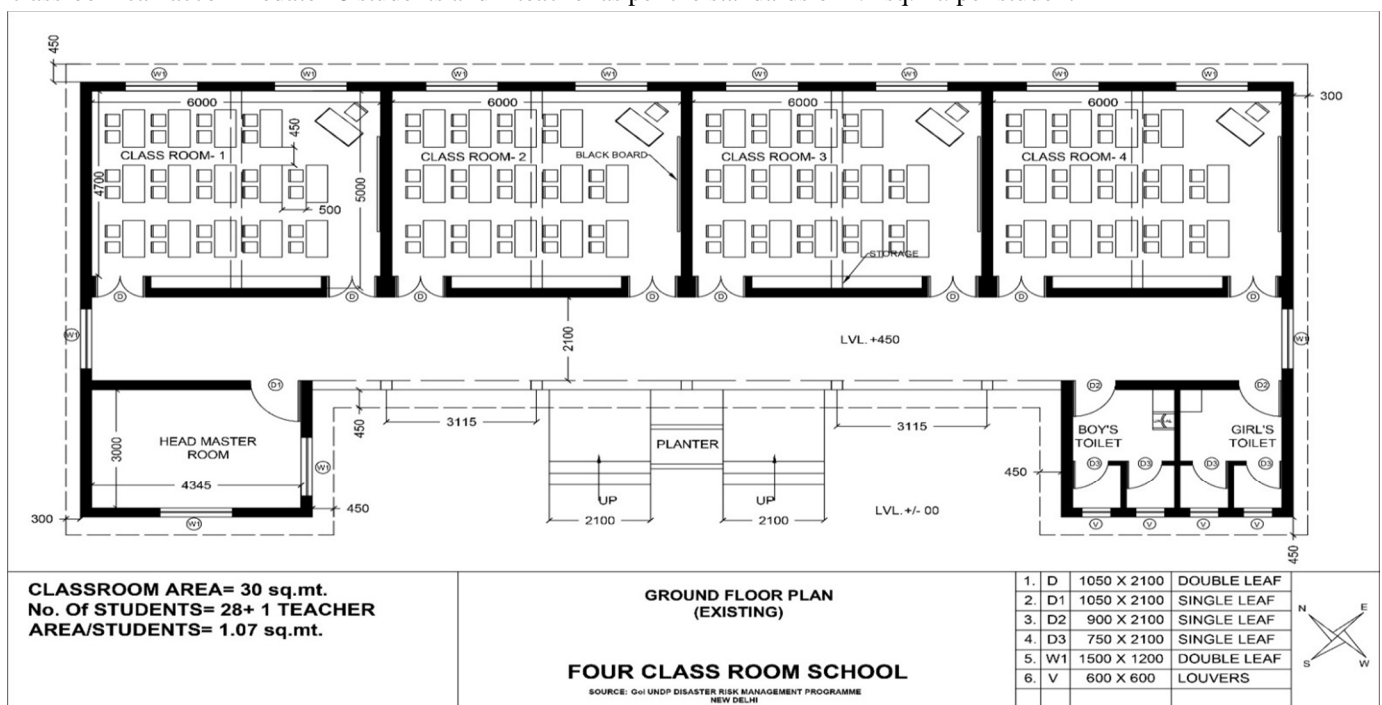 450
W1 W1 W1 W1 W1 W1 W1 W1
6000 6000 6000 6000
300
450
CLASS ROOM- 1 CLASS ROOM- 2 BLACK BOARD CLASS ROOM- 3 CLASS ROOM- 4
4700
5000
500
STORAGE
D D D D D D D D
W1 W1
2100
LVL.+450
D1 D2 D2
3115 3115
450
PLANTER
HEAD MASTER
ROOM
3000
4345
W1
BOY'S
TOILET
GIRL'S
TOILET
D3 D3 D3 D3
450
UP UP
2100 2100
LVL.+/- 00
300
W1
450
V V V V
450
CLASSROOM AREA= 30 sq.mt.
No. Of STUDENTS= 28+ 1 TEACHER
AREA/STUDENTS= 1.07 sq.mt.
GROUND FLOOR PLAN
(EXISTING)
FOUR CLASS ROOM SCHOOL
SOURCE: GoI UNDP DISASTER RISK MANAGEMENT PROGRAMME
NEW DELHI
1. D 1050 X 2100 DOUBLE LEAF
2. D1 1050 X 2100 SINGLE LEAF
3. D2 900 X 2100 SINGLE LEAF
4. D3 750 X 2100 SINGLE LEAF
5. W1 1500 X 1200 DOUBLE LEAF
6. V 600 X 600 LOUVERS
N E
S W